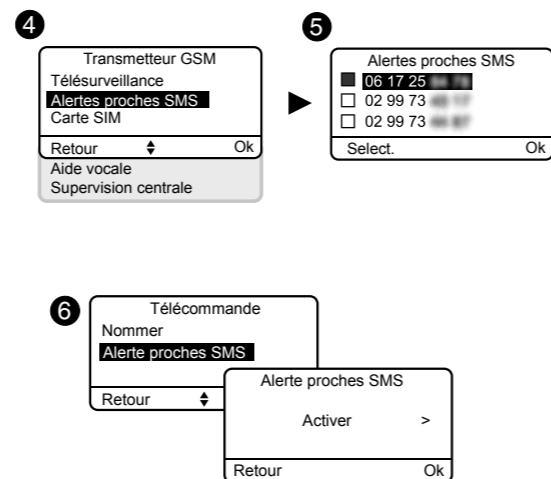 4
Transmetteur GSM
Télésurveillance
Alertes proches SMS
Carte SIM
Retour Ok
Aide vocale
Supervision centrale
5
Alertes proches SMS
06 17 25
02 99 73
02 99 73
Select. Ok
6
Télécommande
Nommer
Alerte proches SMS
Retour
Alerte proches SMS
Activer >
Retour Ok